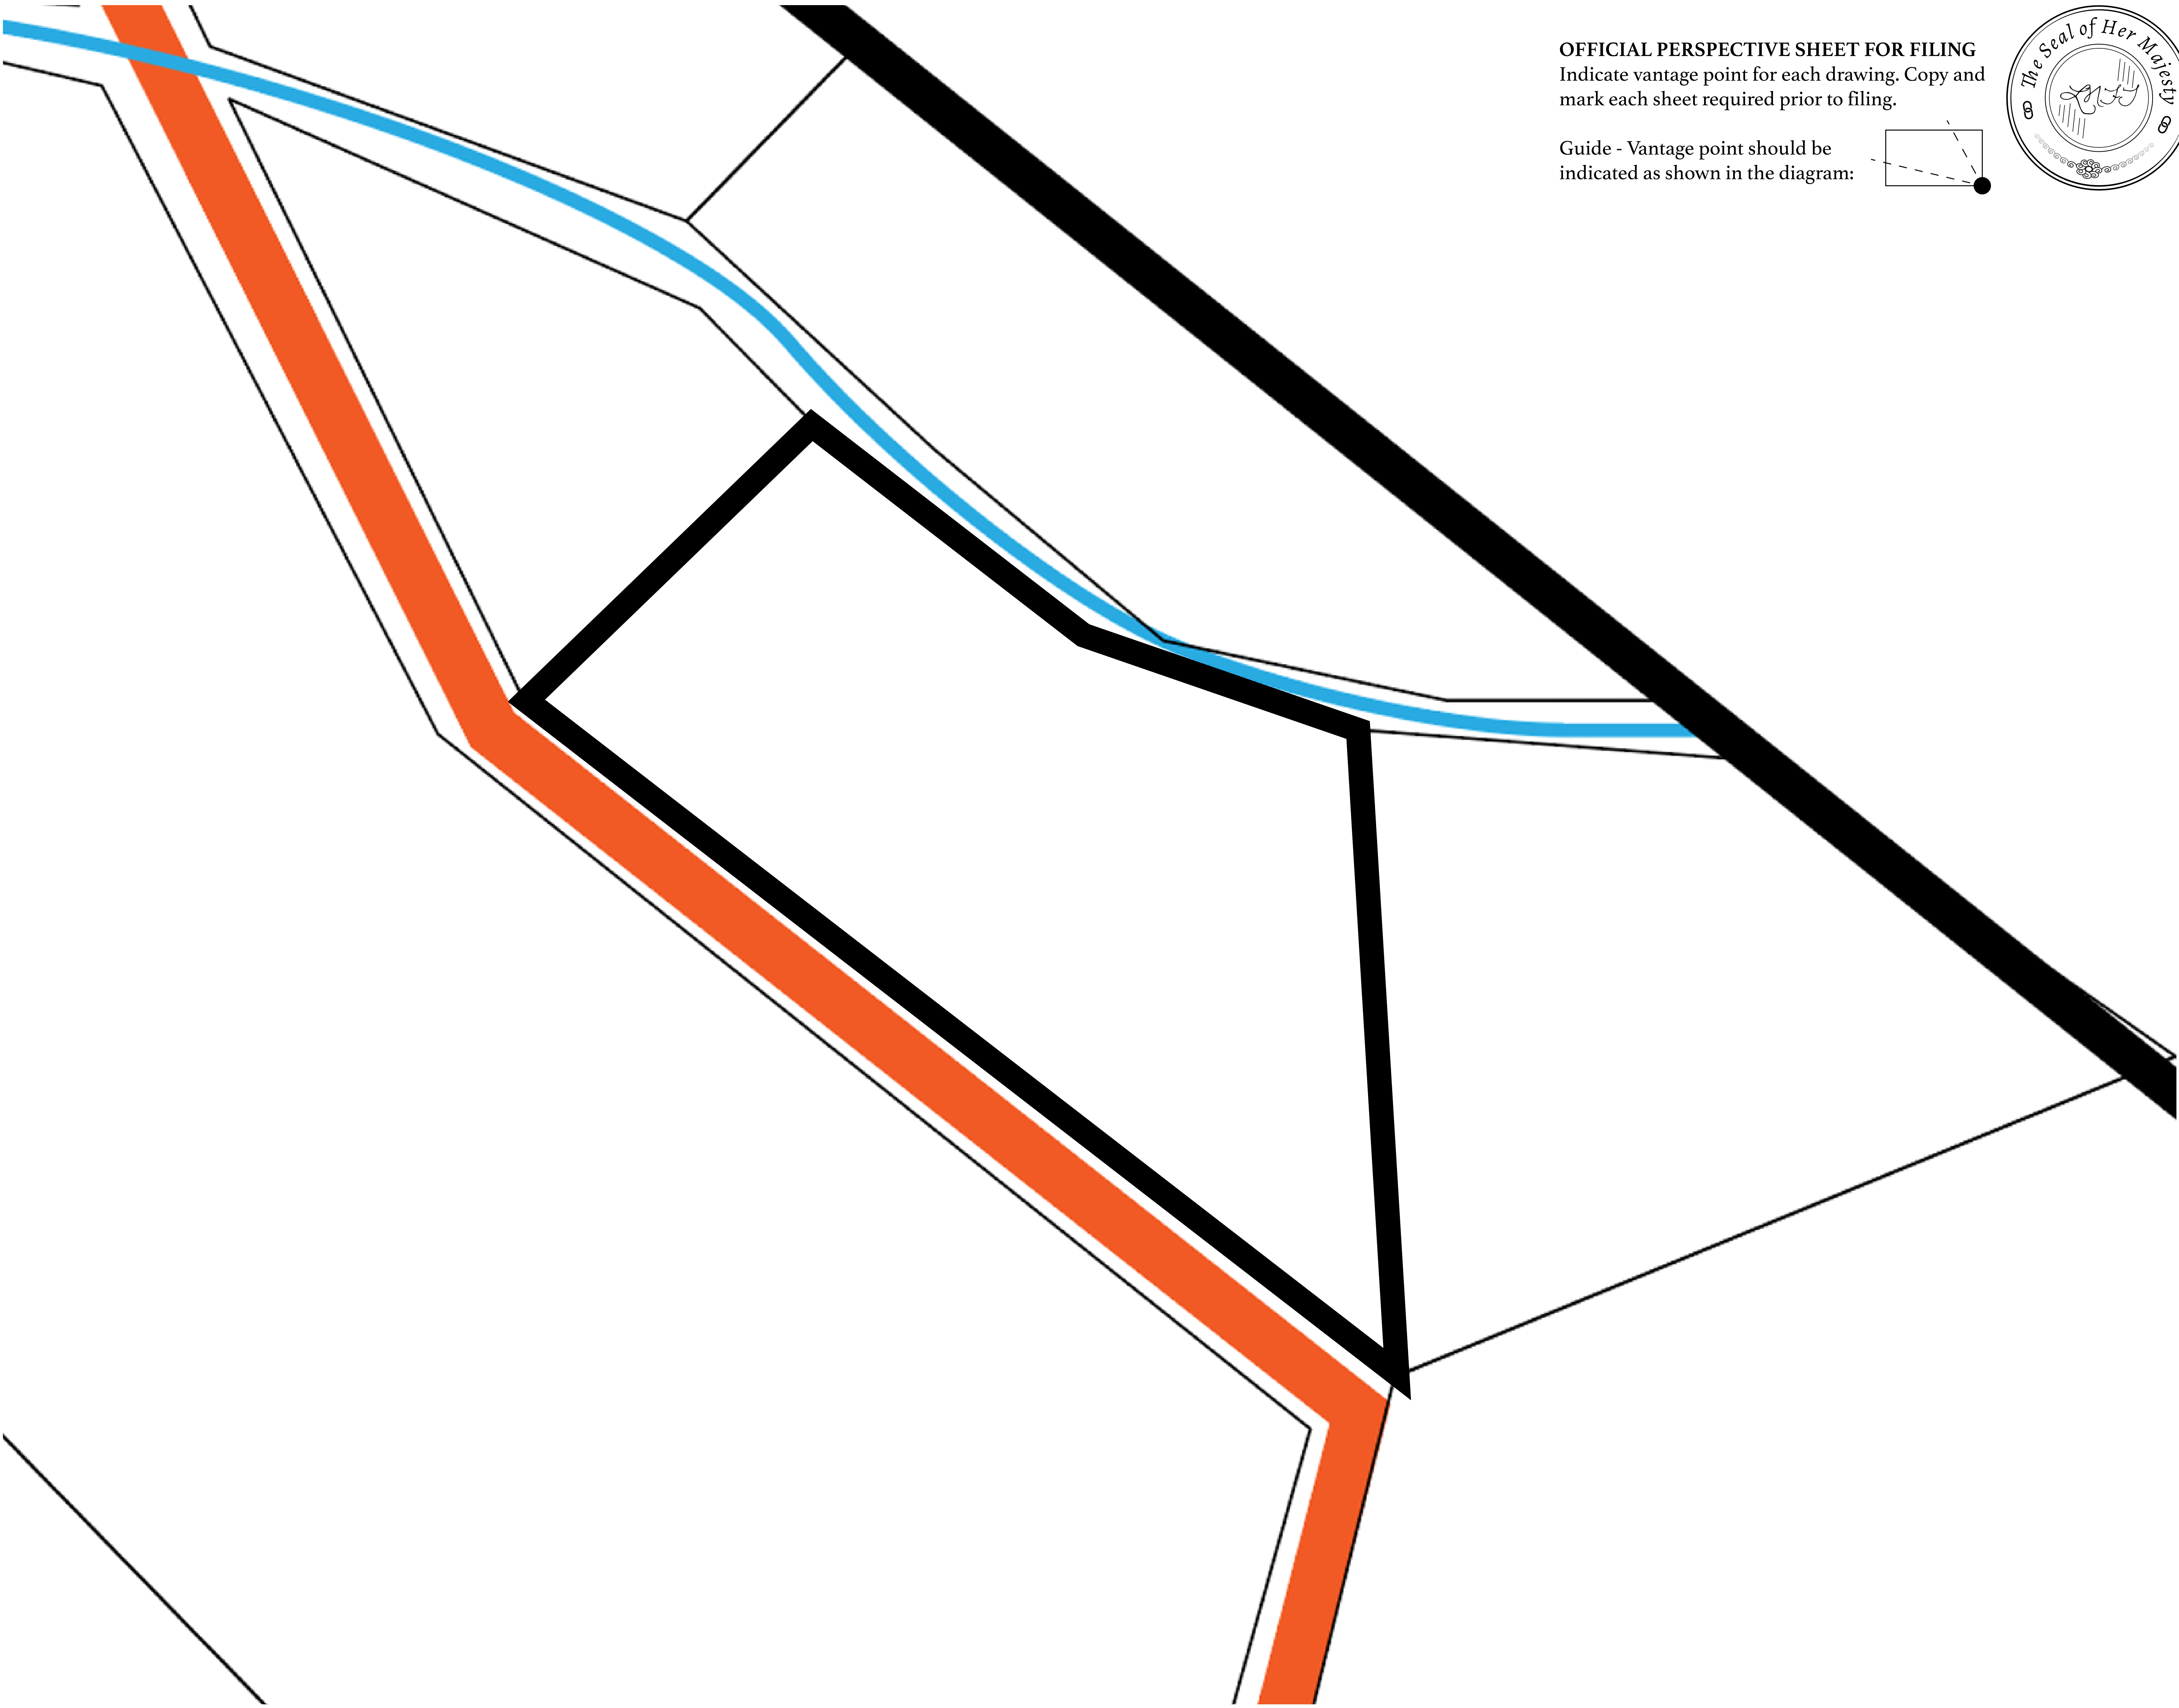 OFFICIAL PERSPECTIVE SHEET FOR FILING
Indicate vantage point for each drawing. Copy and
mark each sheet required prior to filing.
Guide - Vantage point should be
indicated as shown in the diagram:
The Seal of Her Majesty